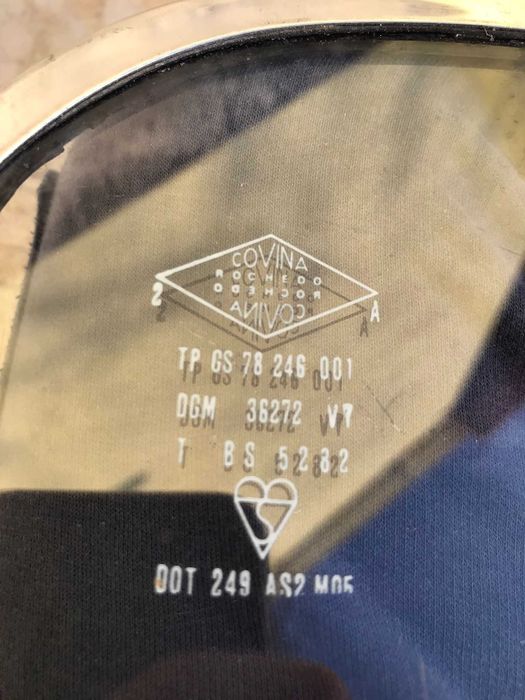 COVINA
ROCHEDO
ROCHEDO
COVINA
2 A
TP GS 78 246 001
DGM 36272 V7
T BS 5282
DOT 249 AS2 M05